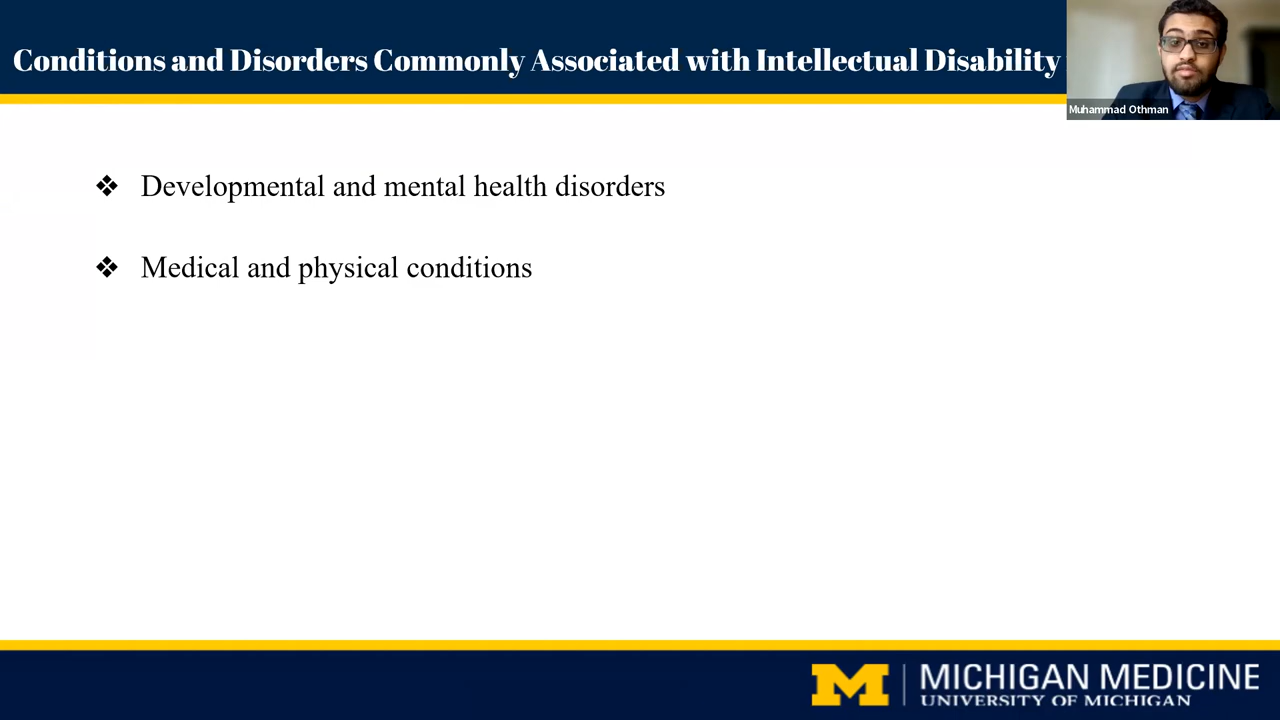 Conditions and Disorders Commonly Associated with Intellectual Disability
Muhammad Othman
❖ Developmental and mental health disorders
❖ Medical and physical conditions
M | MICHIGAN MEDICINE
UNIVERSITY OF MICHIGAN